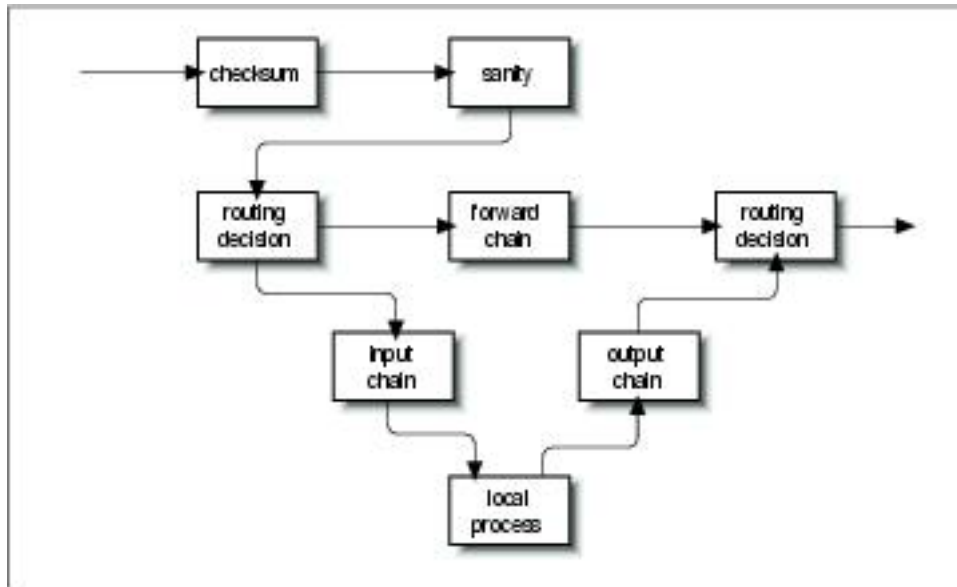 checksum
sanity
routing
decision
forward
chain
routing
decision
input
chain
output
chain
local
process